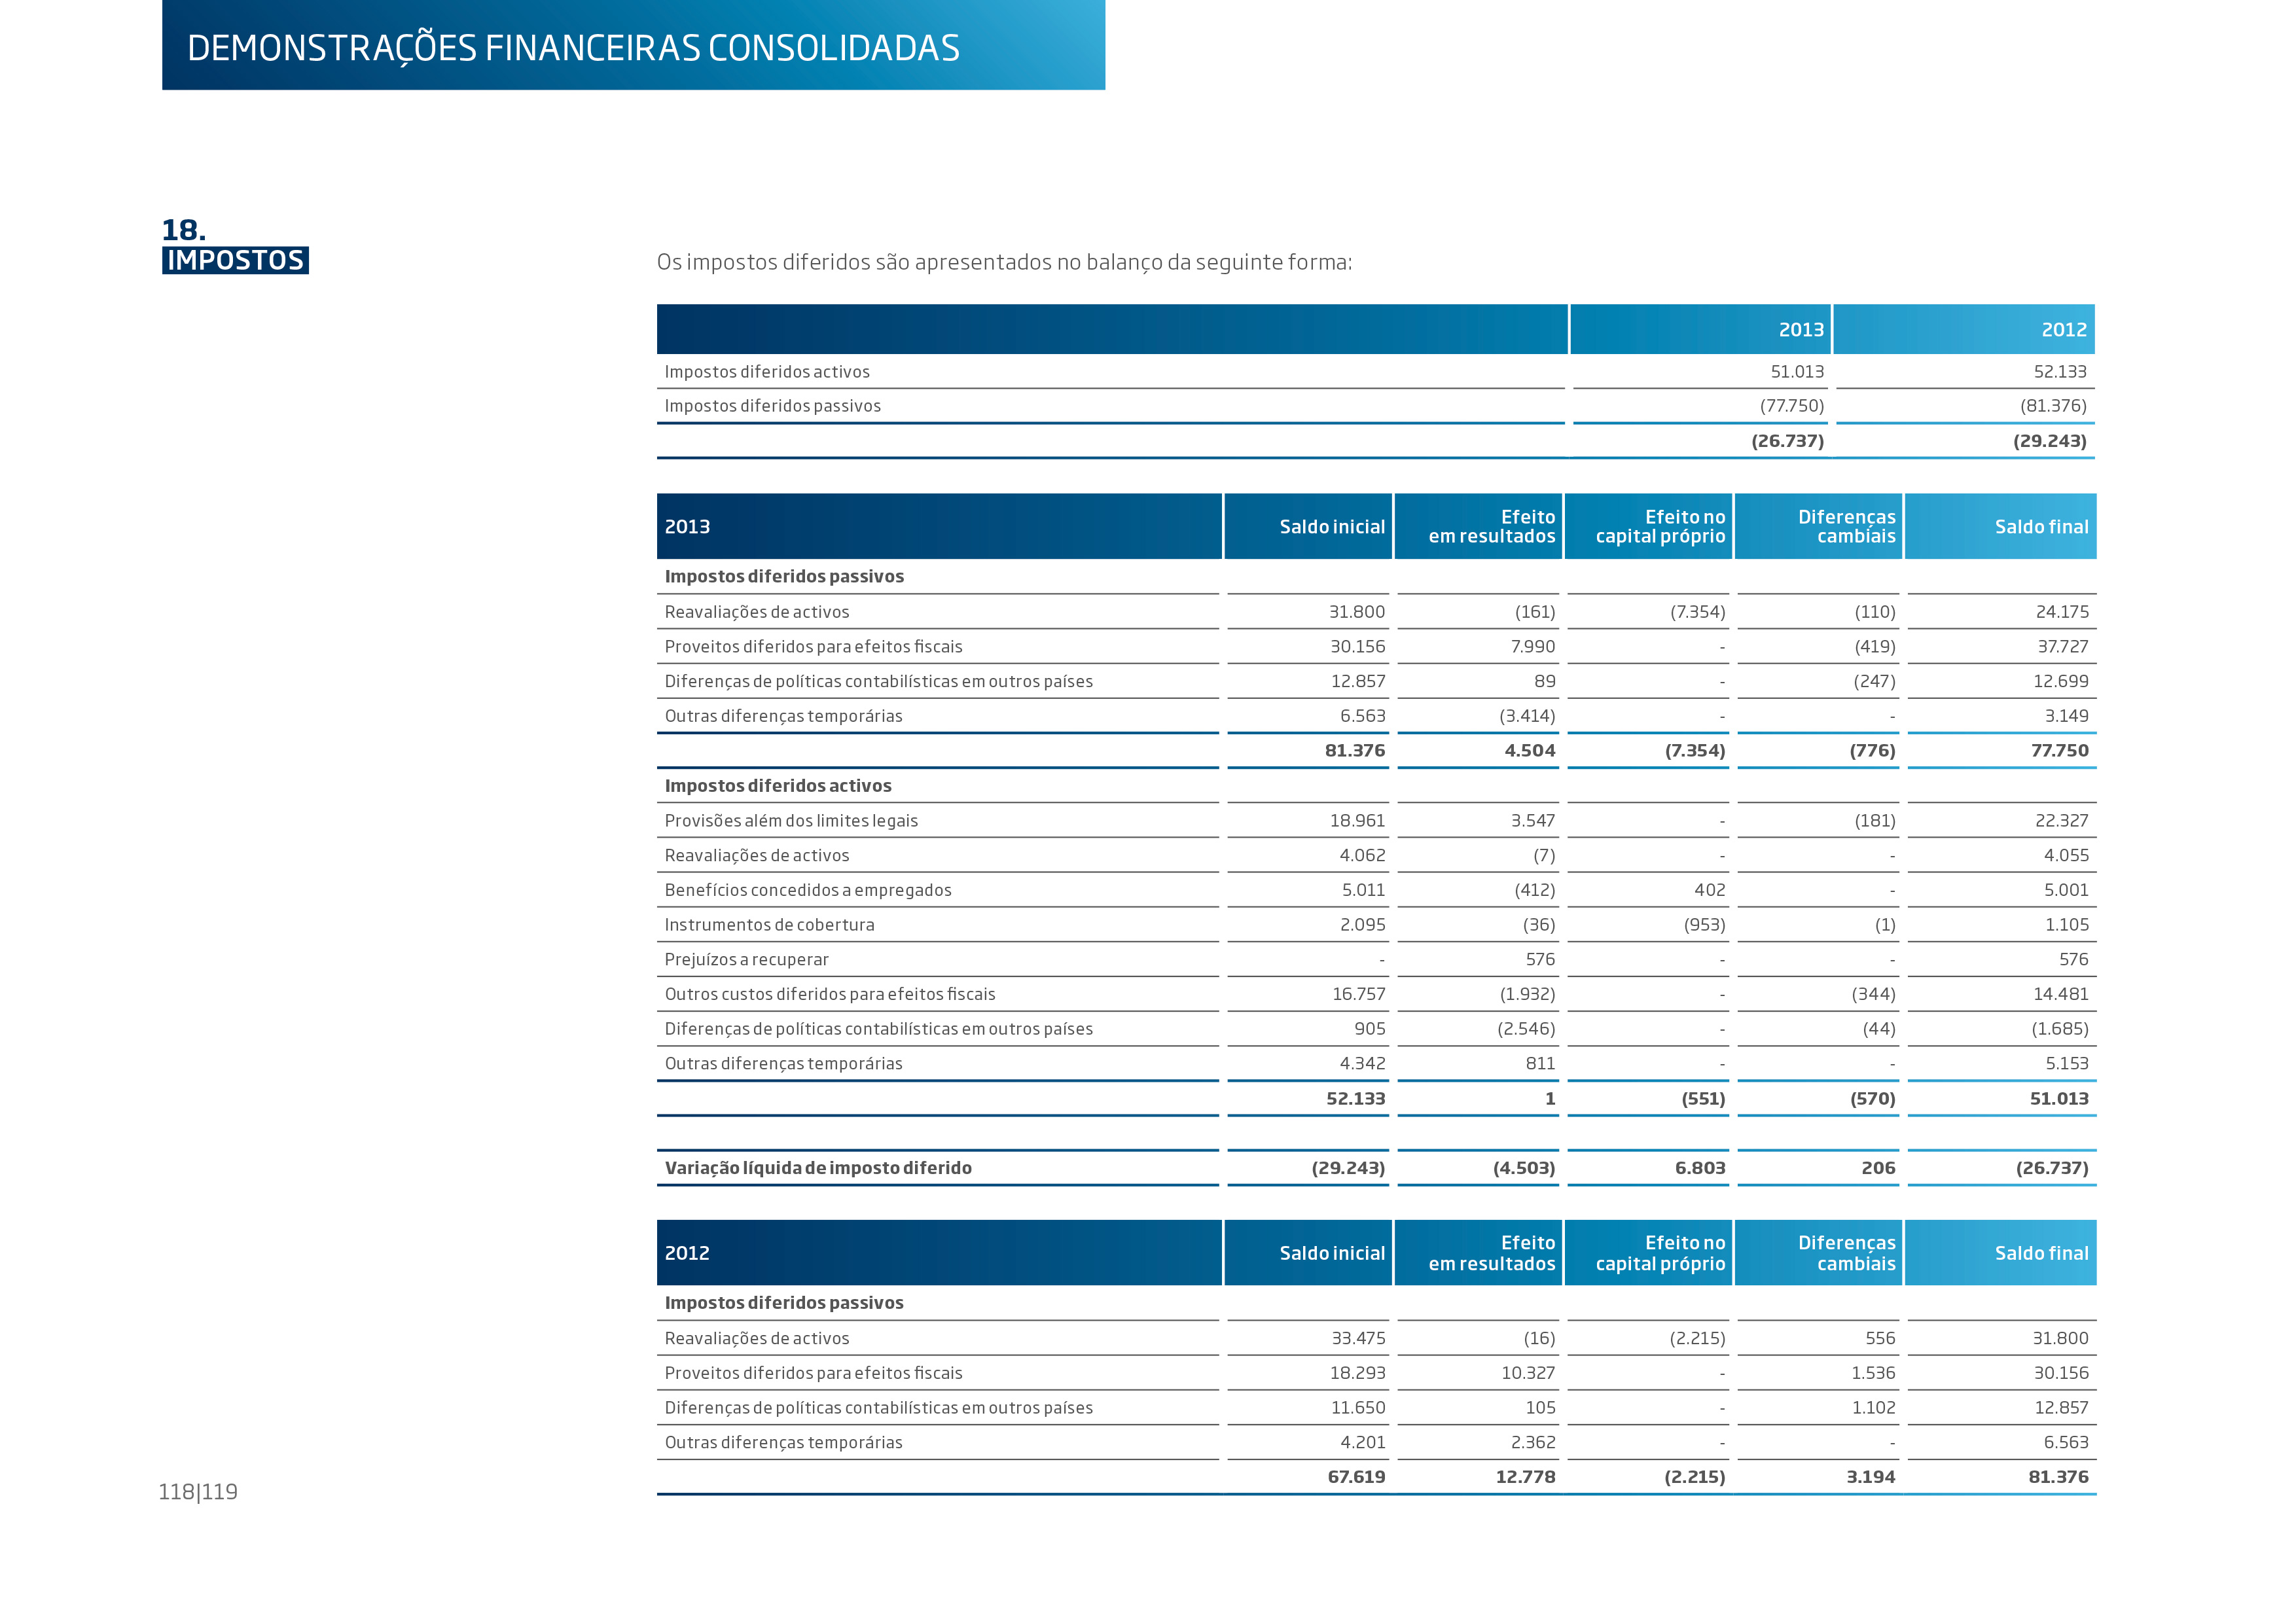 DEMONSTRAÇÕES FINANCEIRAS CONSOLIDADAS
18.
IMPOSTOS
Os impostos diferidos são apresentados no balanço da seguinte forma:
2013 2012
Impostos diferidos activos 51.013 52.133
Impostos diferidos passivos (77.750) (81.376)
(26.737) (29.243)
2013 Saldo inicial Efeito em resultados Efeito no capital próprio Diferenças cambiais Saldo final
Impostos diferidos passivos
Reavaliações de activos 31.800 (161) (7.354) (110) 24.175
Proveitos diferidos para efeitos fiscais 30.156 7.990 - (419) 37.727
Diferenças de políticas contabilísticas em outros países 12.857 89 - (247) 12.699
Outras diferenças temporárias 6.563 (3.414) - - 3.149
81.376 4.504 (7.354) (776) 77.750
Impostos diferidos activos
Provisões além dos limites legais 18.961 3.547 - (181) 22.327
Reavaliações de activos 4.062 (7) - - 4.055
Benefícios concedidos a empregados 5.011 (412) 402 - 5.001
Instrumentos de cobertura 2.095 (36) (953) (1) 1.105
Prejuízos a recuperar - 576 - - 576
Outros custos diferidos para efeitos fiscais 16.757 (1.932) - (344) 14.481
Diferenças de políticas contabilísticas em outros países 905 (2.546) - (44) (1.685)
Outras diferenças temporárias 4.342 811 - - 5.153
52.133 1 (551) (570) 51.013
Variação líquida de imposto diferido (29.243) (4.503) 6.803 206 (26.737)
2012 Saldo inicial Efeito em resultados Efeito no capital próprio Diferenças cambiais Saldo final
Impostos diferidos passivos
Reavaliações de activos 33.475 (16) (2.215) 556 31.800
Proveitos diferidos para efeitos fiscais 18.293 10.327 - 1.536 30.156
Diferenças de políticas contabilísticas em outros países 11.650 105 - 1.102 12.857
Outras diferenças temporárias 4.201 2.362 - - 6.563
67.619 12.778 (2.215) 3.194 81.376
118|119